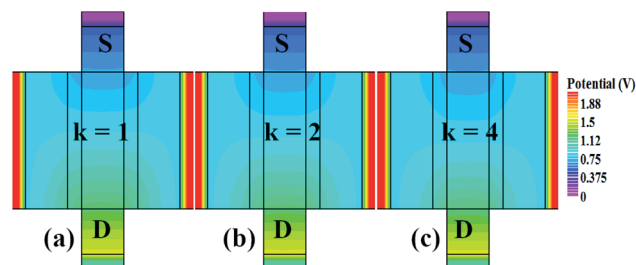 S
k = 1
(a)
D
S
k = 2
(b)
D
S
k = 4
(c)
D
Potential (V)
1.88
1.5
1.12
0.75
0.375
0